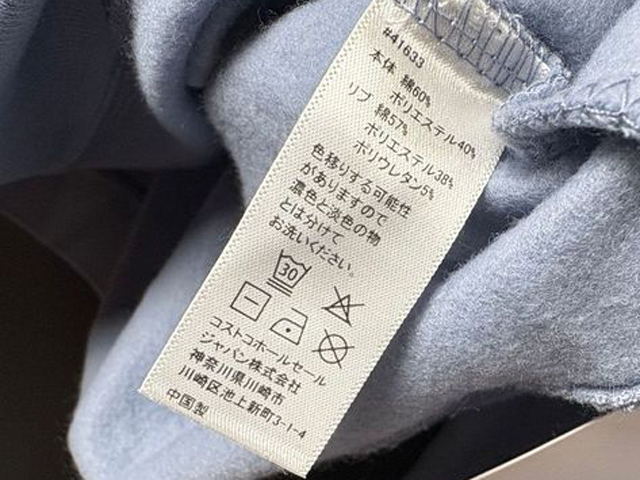 #41633
本体 綿60%
ポリエステル40%
リブ 綿57%
ポリエステル38%
ポリウレタン5%
色移りする可能性
がありますので
濃色と淡色の物
とは分けて
お洗いください。
30
コストコホールセール
ジャパン株式会社
神奈川県川崎市
川崎区池上新町3-1-4
中国製